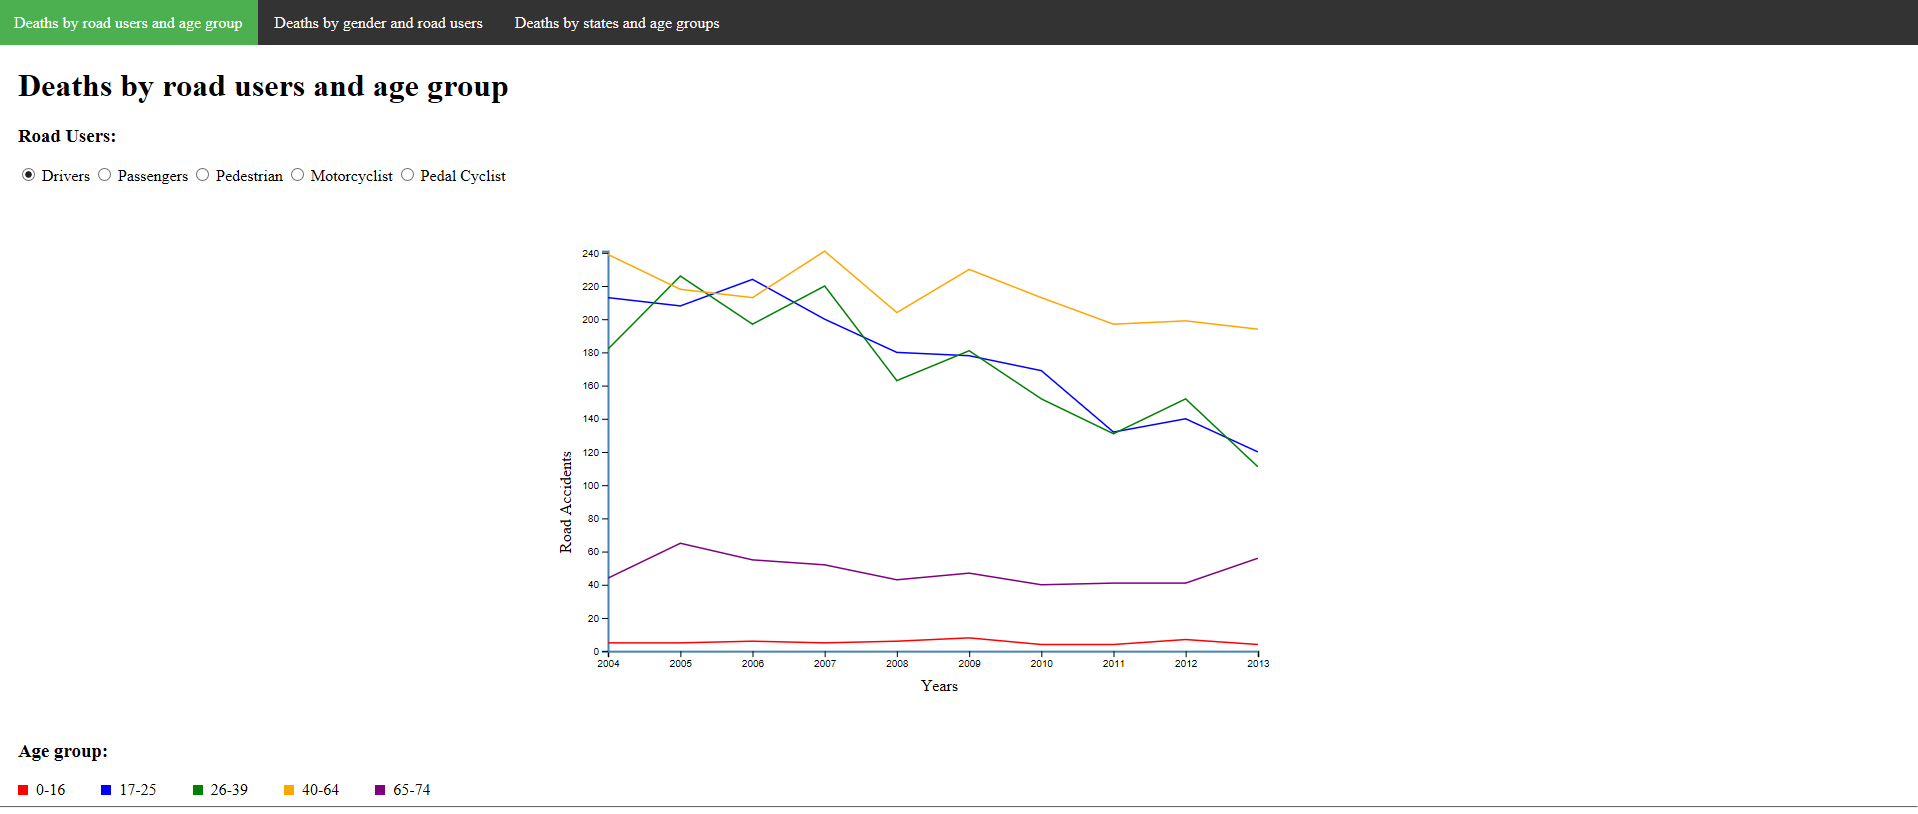 Deaths by road users and age group Deaths by gender and road users Deaths by states and age groups
Deaths by road users and age group
Road Users:
Drivers Passengers Pedestrian Motorcyclist Pedal Cyclist
240
220
200
180
160
140
120
100
80
60
40
20
0
Road Accidents
2004 2005 2006 2007 2008 2009 2010 2011 2012 2013
Years
Age group:
0-16 17-25 26-39 40-64 65-74